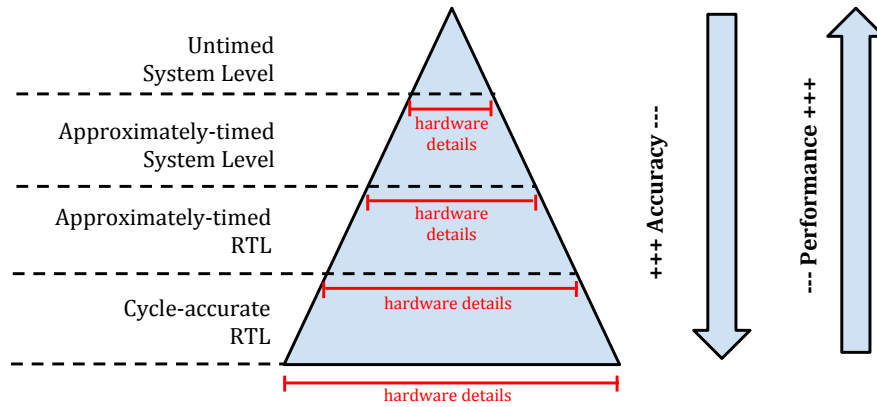 Untimed
System Level
hardware
details
Approximately-timed
System Level
hardware
details
Approximately-timed
RTL
hardware details
Cycle-accurate
RTL
hardware details
+++ Accuracy ---
--- Performance +++